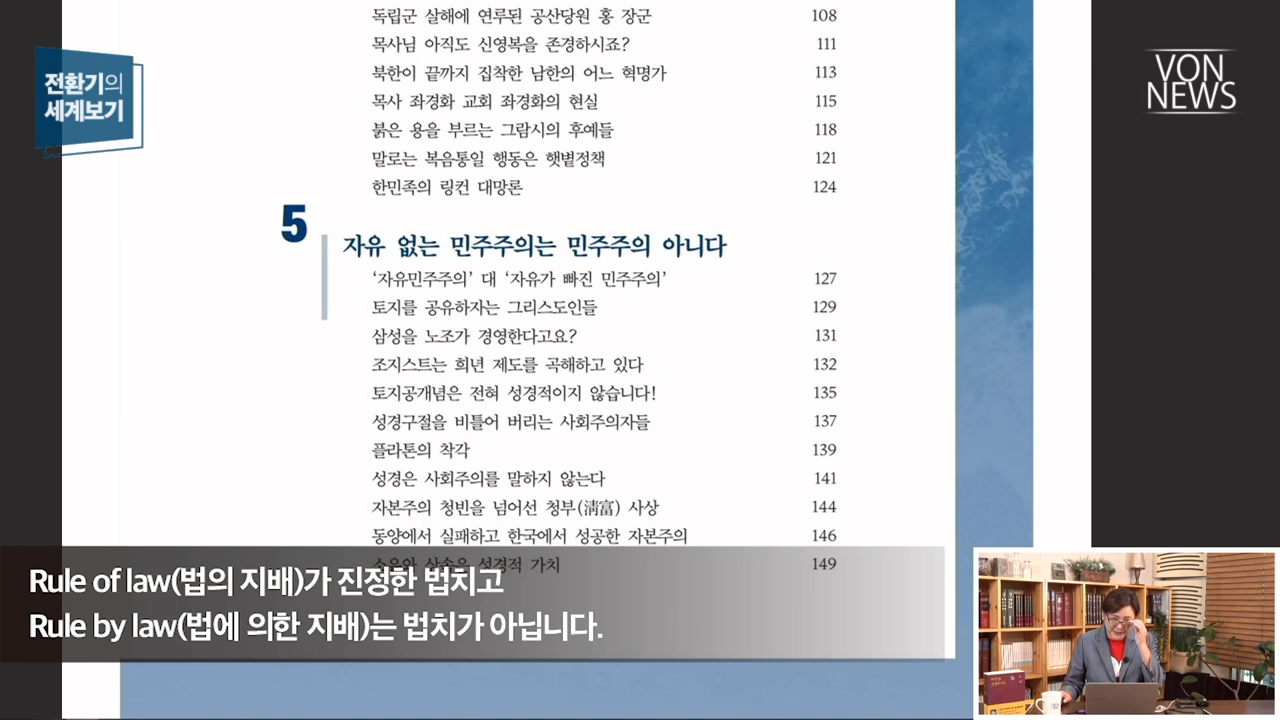 독립군 살해에 연루된 공산당원 홍 장군 108
목사님 아직도 신영복을 존경하시죠? 111
북한이 끝까지 집착한 남한의 어느 혁명가 113
목사 좌경화 교회 좌경화의 현실 115
붉은 용을 부르는 그람시의 후예들 118
말로는 복음통일 행동은 햇볕정책 121
한민족의 링컨 대망론 124
5
자유 없는 민주주의는 민주주의 아니다
‘자유민주주의’ 대 ‘자유가 빠진 민주주의’ 127
토지를 공유하자는 그리스도인들 129
삼성을 노조가 경영한다고요? 131
조지스트는 희년 제도를 곡해하고 있다 132
토지공개념은 전혀 성경적이지 않습니다! 135
성경구절을 비틀어 버리는 사회주의자들 137
플라톤의 착각 139
성경은 사회주의를 말하지 않는다 141
자본주의 청빈을 넘어선 청부(淸富) 사상 144
동양에서 실패하고 한국에서 성공한 자본주의 146
성경적 가치 149
전환기의
세계보기
VON
NEWS
Rule of law(법의 지배)가 진정한 법치고
Rule by law(법에 의한 지배)는 법치가 아닙니다.